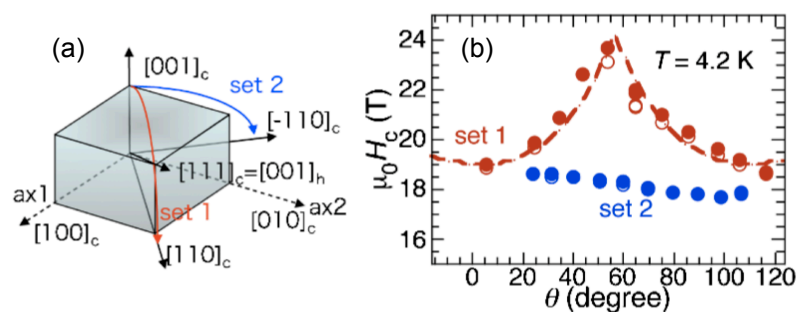 (a)
[001]c
set 2
[-110]c
[111]c=[001]h
ax1
set 1
ax2
[100]c
[010]c
[110]c
(b)
24
22
20
18
16
μ0Hc (T)
T = 4.2 K
set 1
set 2
0 20 40 60 80 100 120
θ (degree)